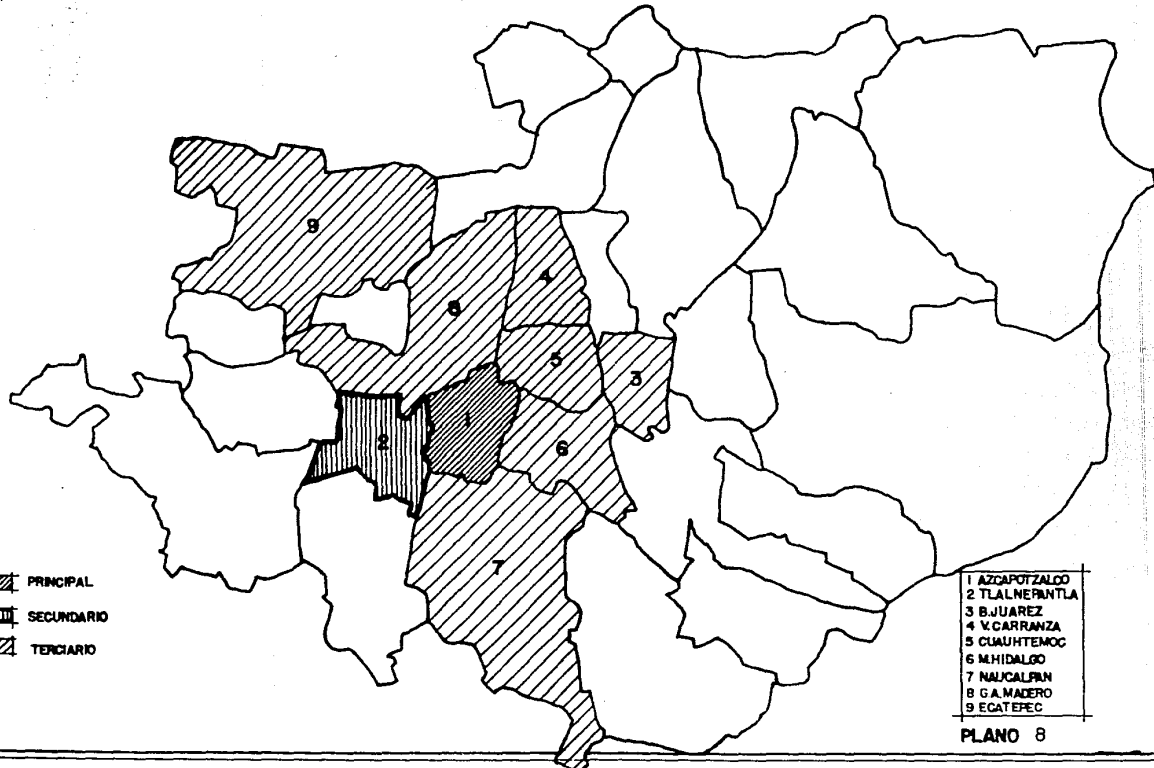 9
4
8
5
3
1
2
6
7
PRINCIPAL
SECUNDARIO
TERCIARIO
1 AZCAPOTZALCO
2 TLALNEPANTLA
3 B.JUAREZ
4 V.CARRANZA
5 CUAUHTEMOC
6 M.HIDALGO
7 NAUCALPAN
8 G.A.MADERO
9 ECATEPEC
PLANO 8